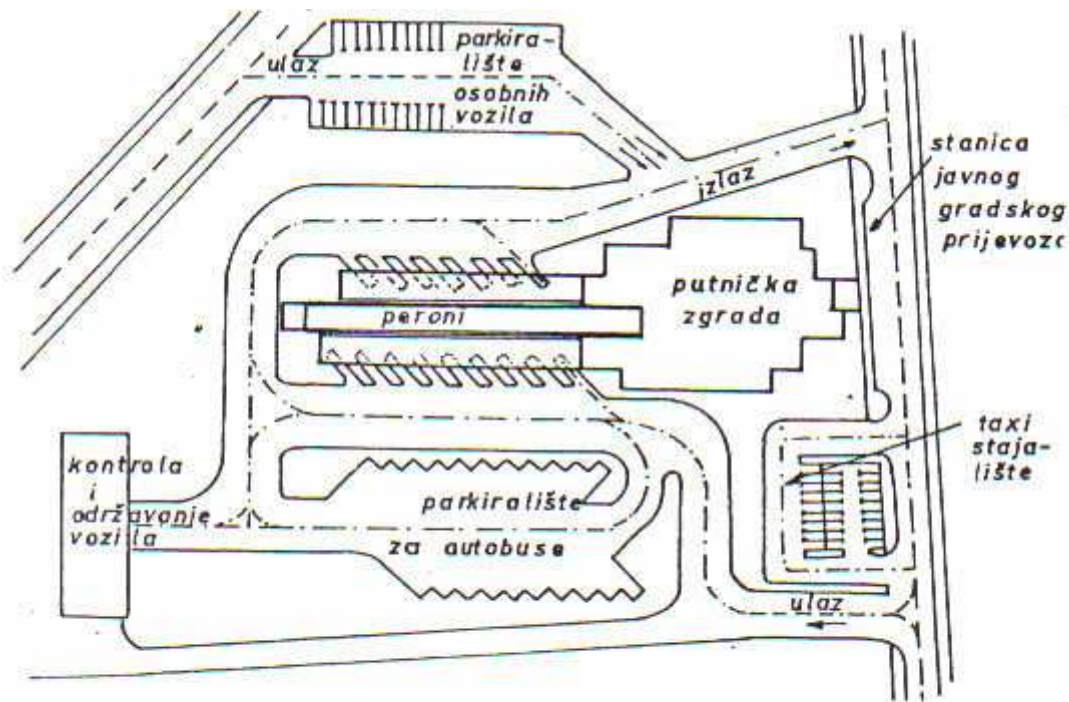 ulaz
parkira-
lište
osobnih
vozila
izlaz
stanica
javnog
gradskog
prijevozc
putnička
zgrada
peroni
taxi
staja-
lište
kontrola
i
održavanje
vozila
parkiralište
za autobuse
ulaz